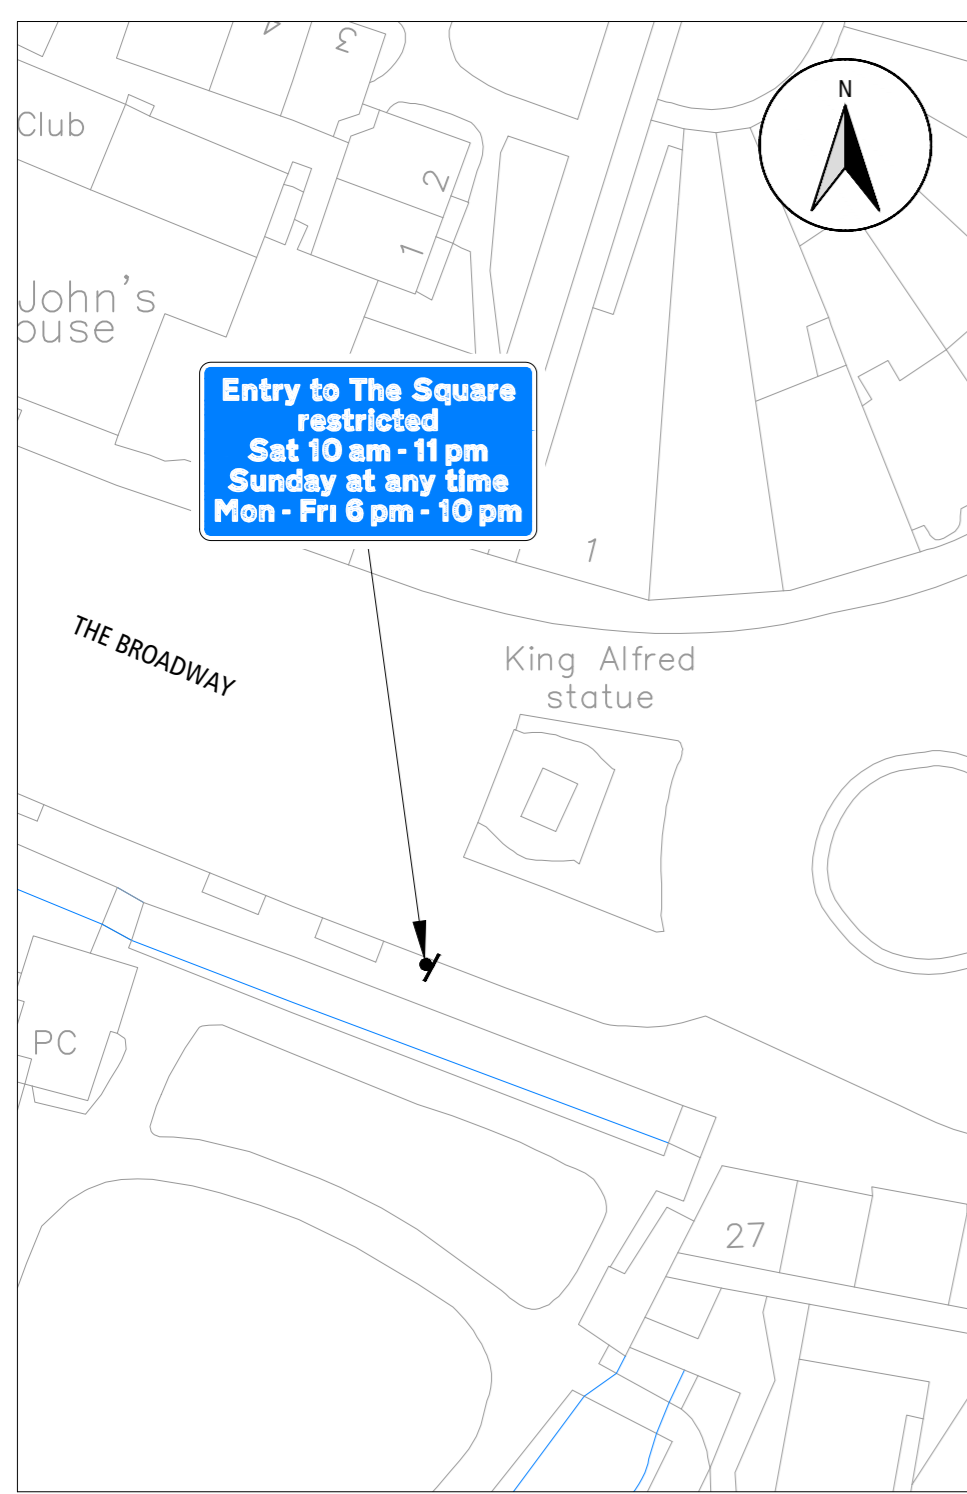 4
3
N
Club
2
1
John's
ouse
Entry to The Square
restricted
Sat 10 am - 11 pm
Sunday at any time
Mon - Fri 6 pm - 10 pm
1
THE BROADWAY
King Alfred
statue
PC
27